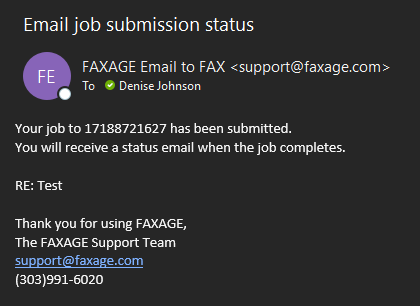 Email job submission status
FE
FAXAGE Email to FAX <support@faxage.com>
To Denise Johnson
Your job to 17188721627 has been submitted.
You will receive a status email when the job completes.
RE: Test
Thank you for using FAXAGE,
The FAXAGE Support Team
support@faxage.com
(303)991-6020